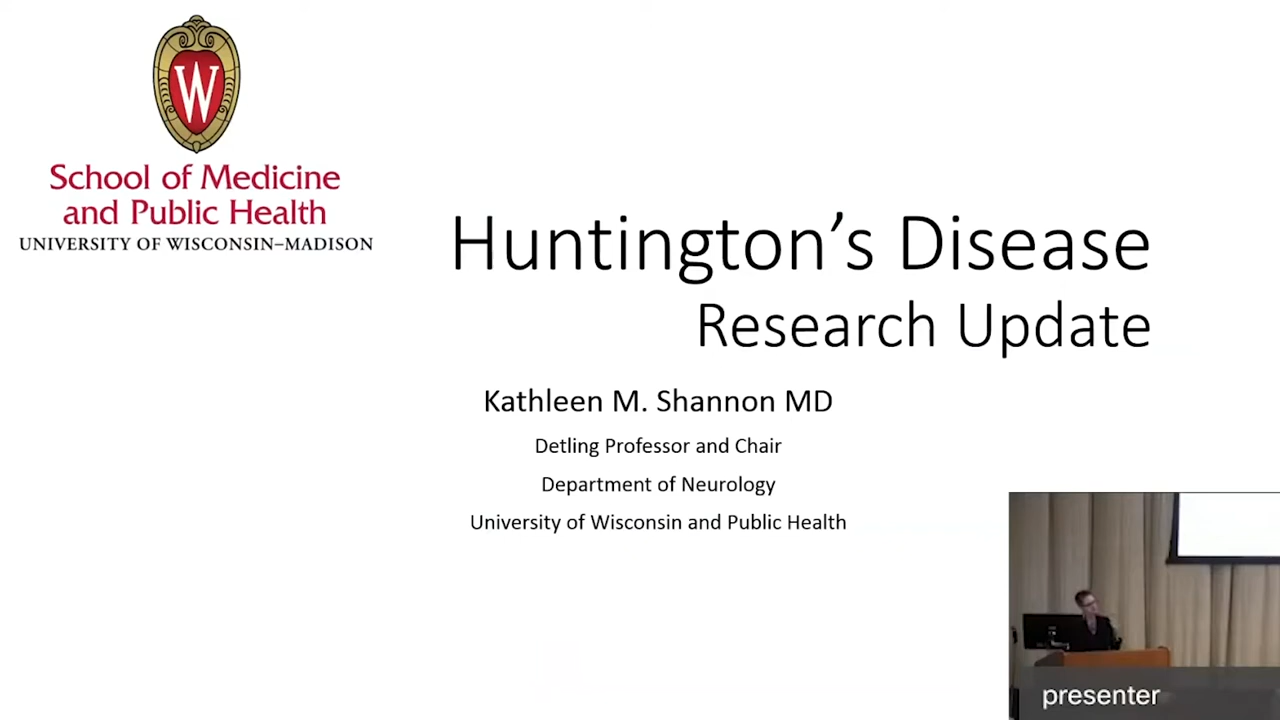 W
School of Medicine
and Public Health
UNIVERSITY OF WISCONSIN–MADISON
Huntington’s Disease
Research Update
Kathleen M. Shannon MD
Detling Professor and Chair
Department of Neurology
University of Wisconsin and Public Health
presenter